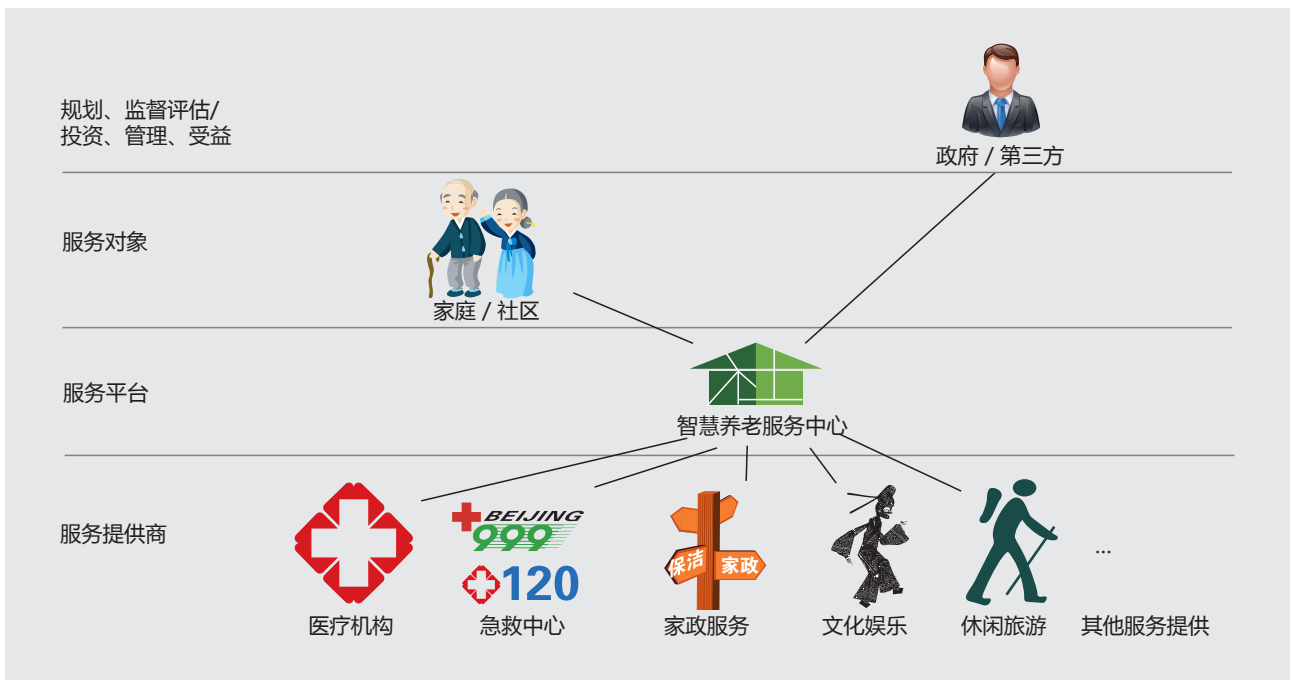 规划、监督评估/
投资、管理、受益
政府 / 第三方
服务对象
家庭 / 社区
服务平台
智慧养老服务中心
服务提供商
BEIJING
999
120
保洁
家政
...
医疗机构
急救中心
家政服务
文化娱乐
休闲旅游
其他服务提供